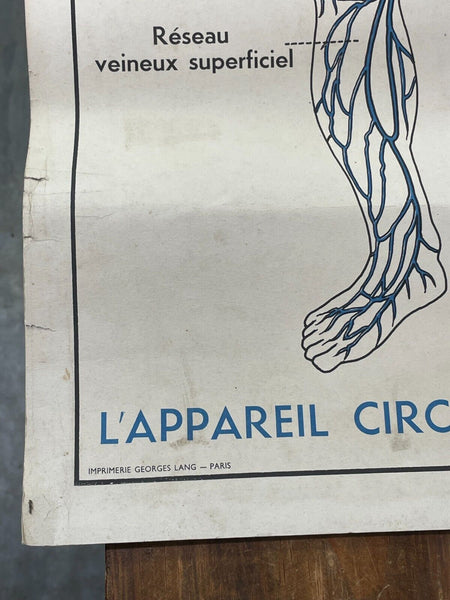 Réseau
veineux superficiel
L'APPAREIL CIRC
IMPRIMERIE GEORGES LANG — PARIS